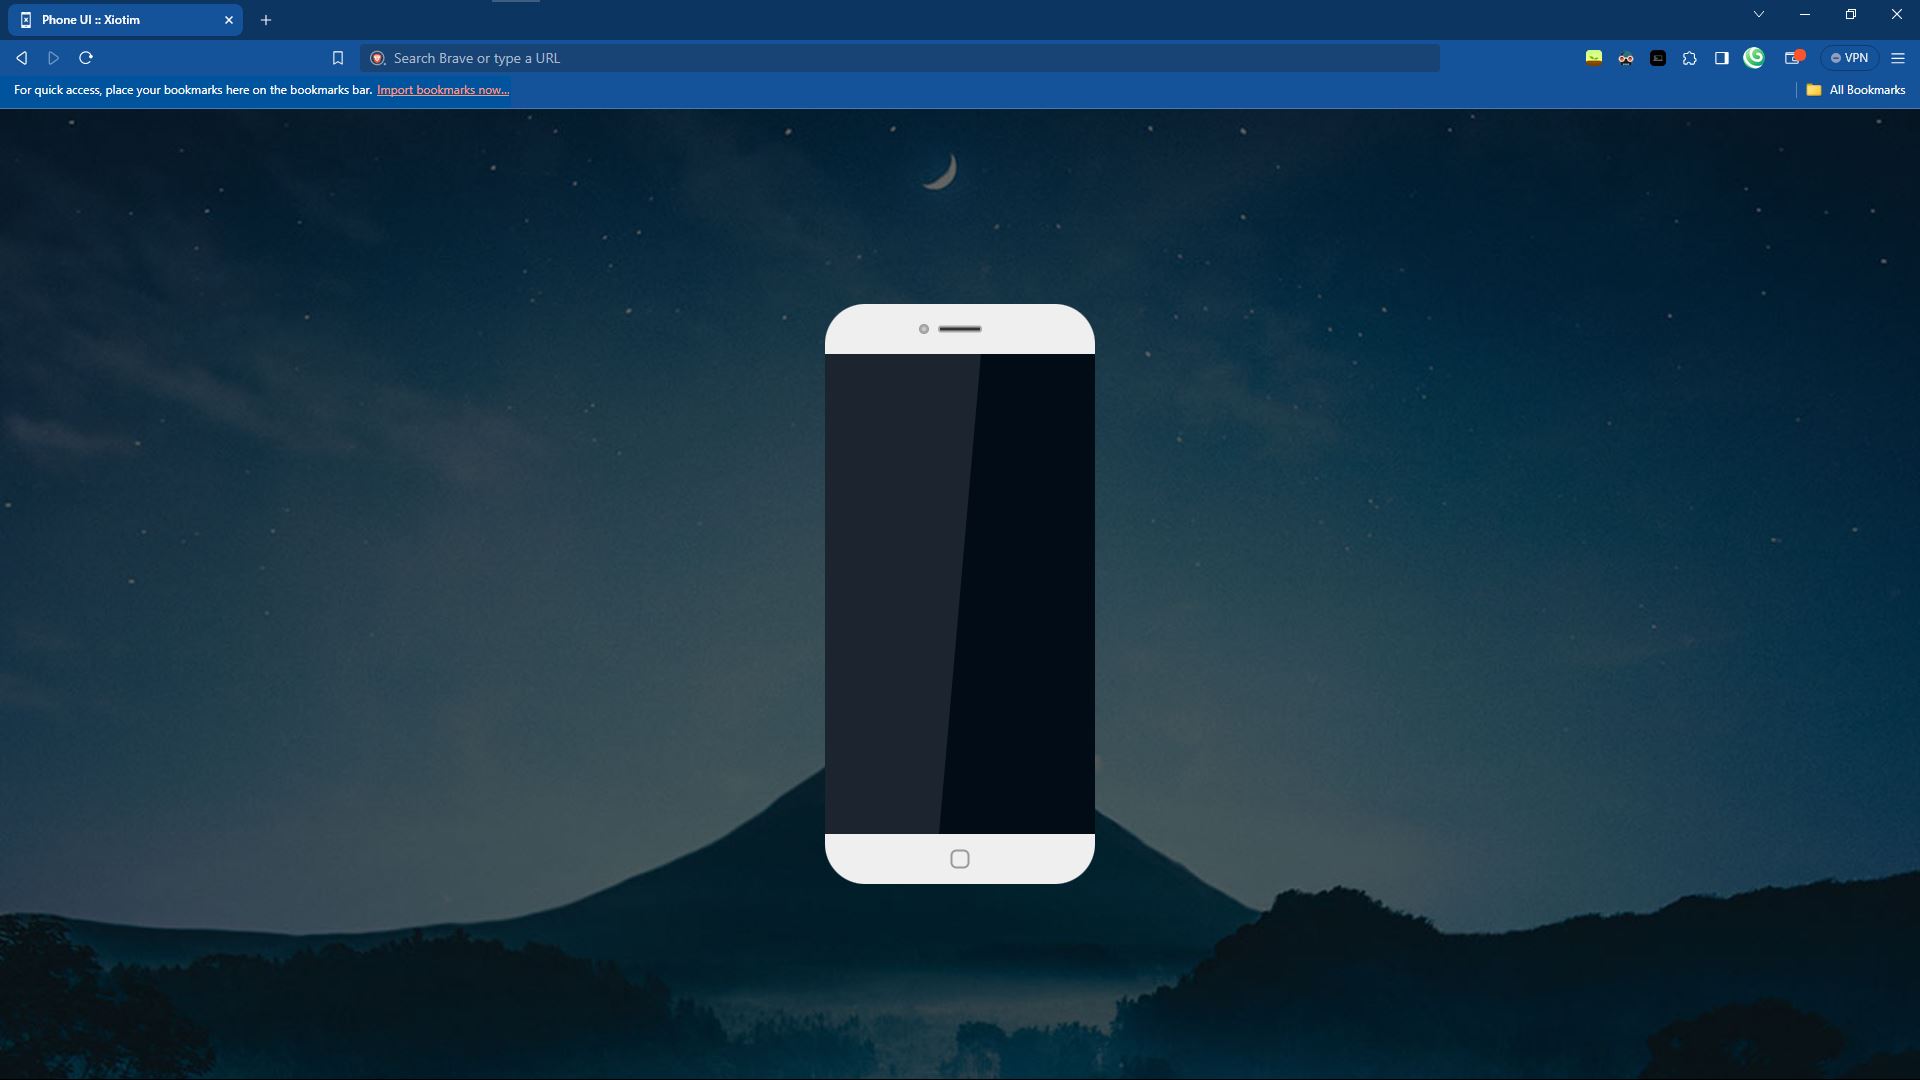 Phone UI :: Xiotim
Search Brave or type a URL
VPN
For quick access, place your bookmarks here on the bookmarks bar. Import bookmarks now...
All Bookmarks